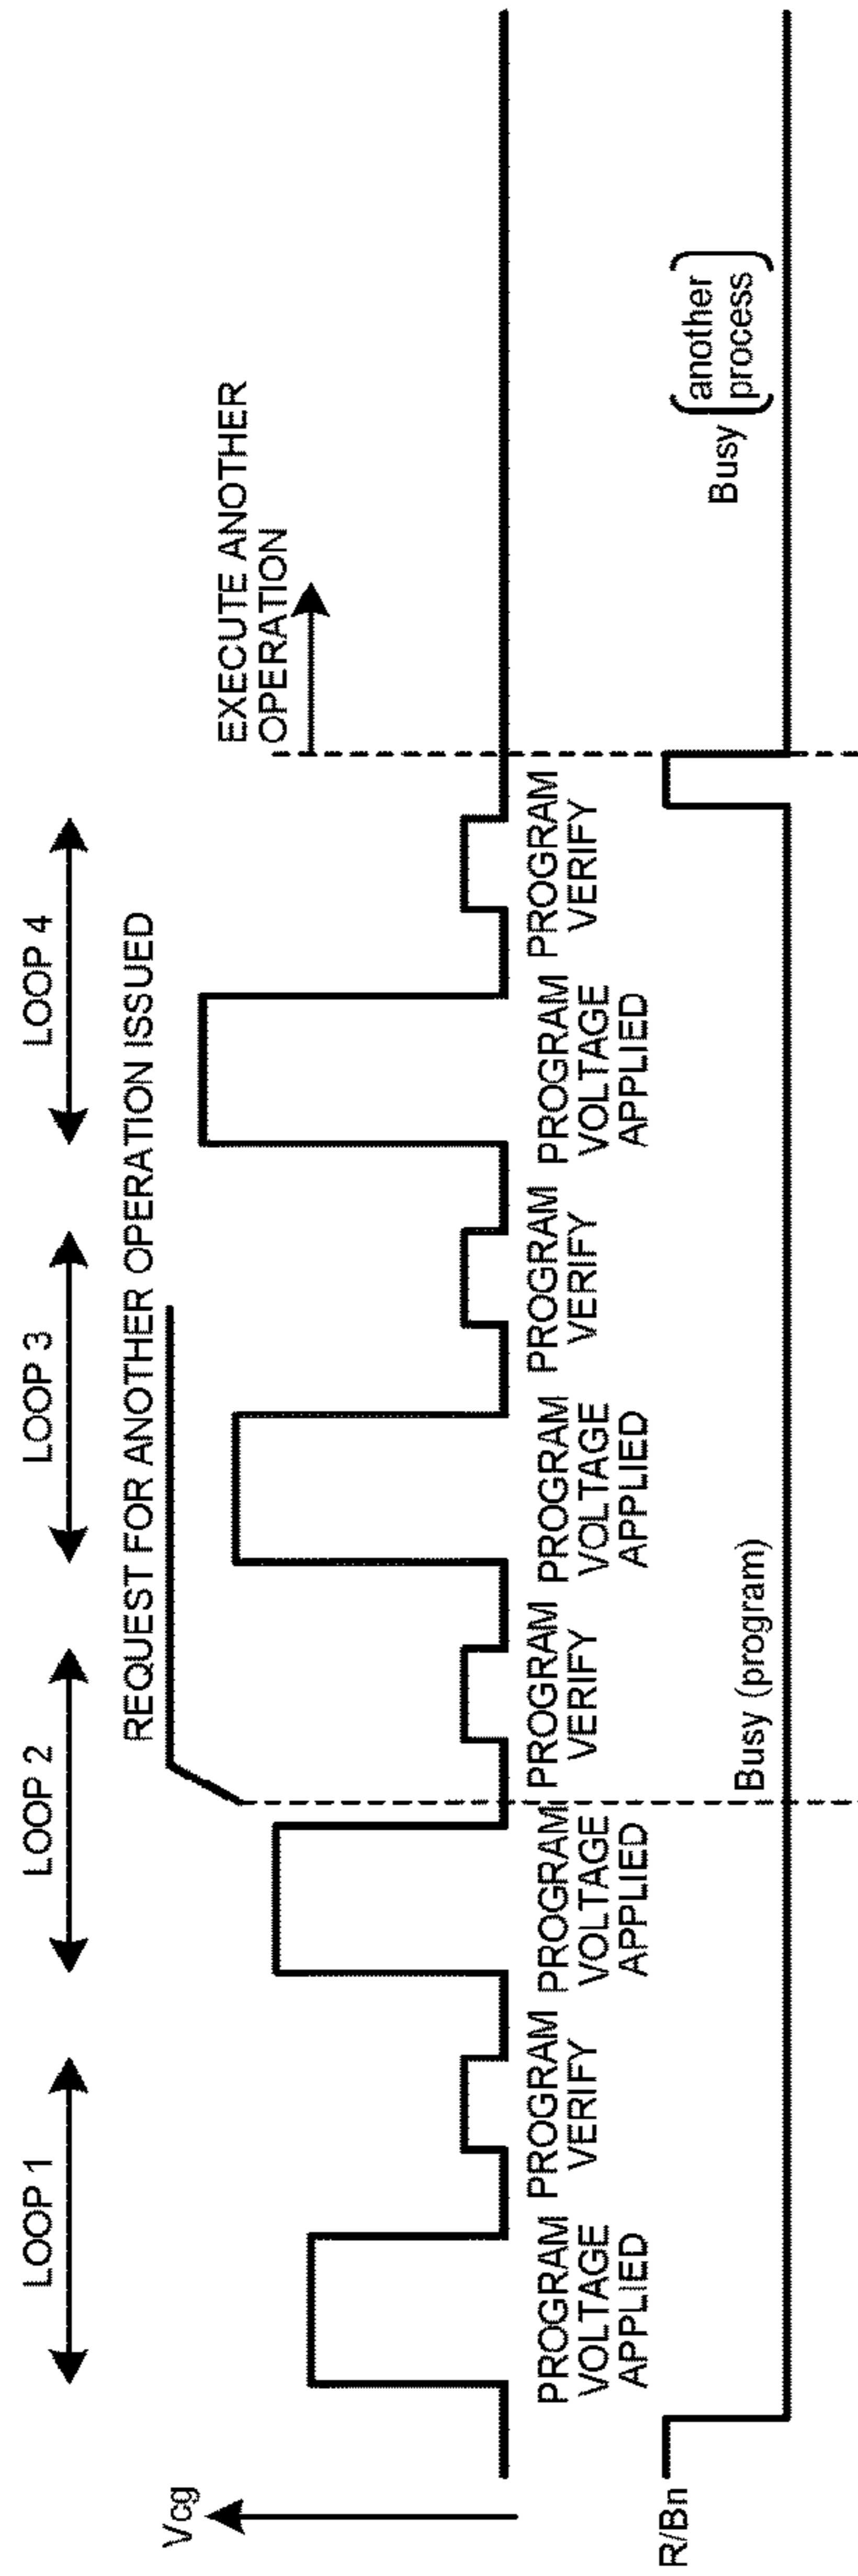 LOOP 1
LOOP 2
LOOP 3
LOOP 4
REQUEST FOR ANOTHER OPERATION ISSUED
EXECUTE ANOTHER
OPERATION
Vcg
PROGRAM
VOLTAGE
APPLIED
PROGRAM
VERIFY
PROGRAM
VOLTAGE
APPLIED
PROGRAM
VERIFY
PROGRAM
VOLTAGE
APPLIED
PROGRAM
VERIFY
PROGRAM
VOLTAGE
APPLIED
PROGRAM
VERIFY
R/Bn
Busy (program)
Busy (another
process)